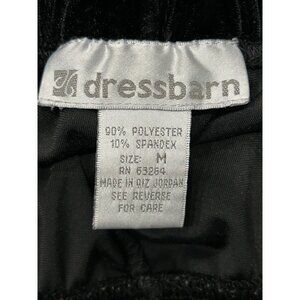 dressbarn
90% POLYESTER
10% SPANDEX
SIZE: M
RN 63264
MADE IN QIZ JORDAN
SEE REVERSE
FOR CARE